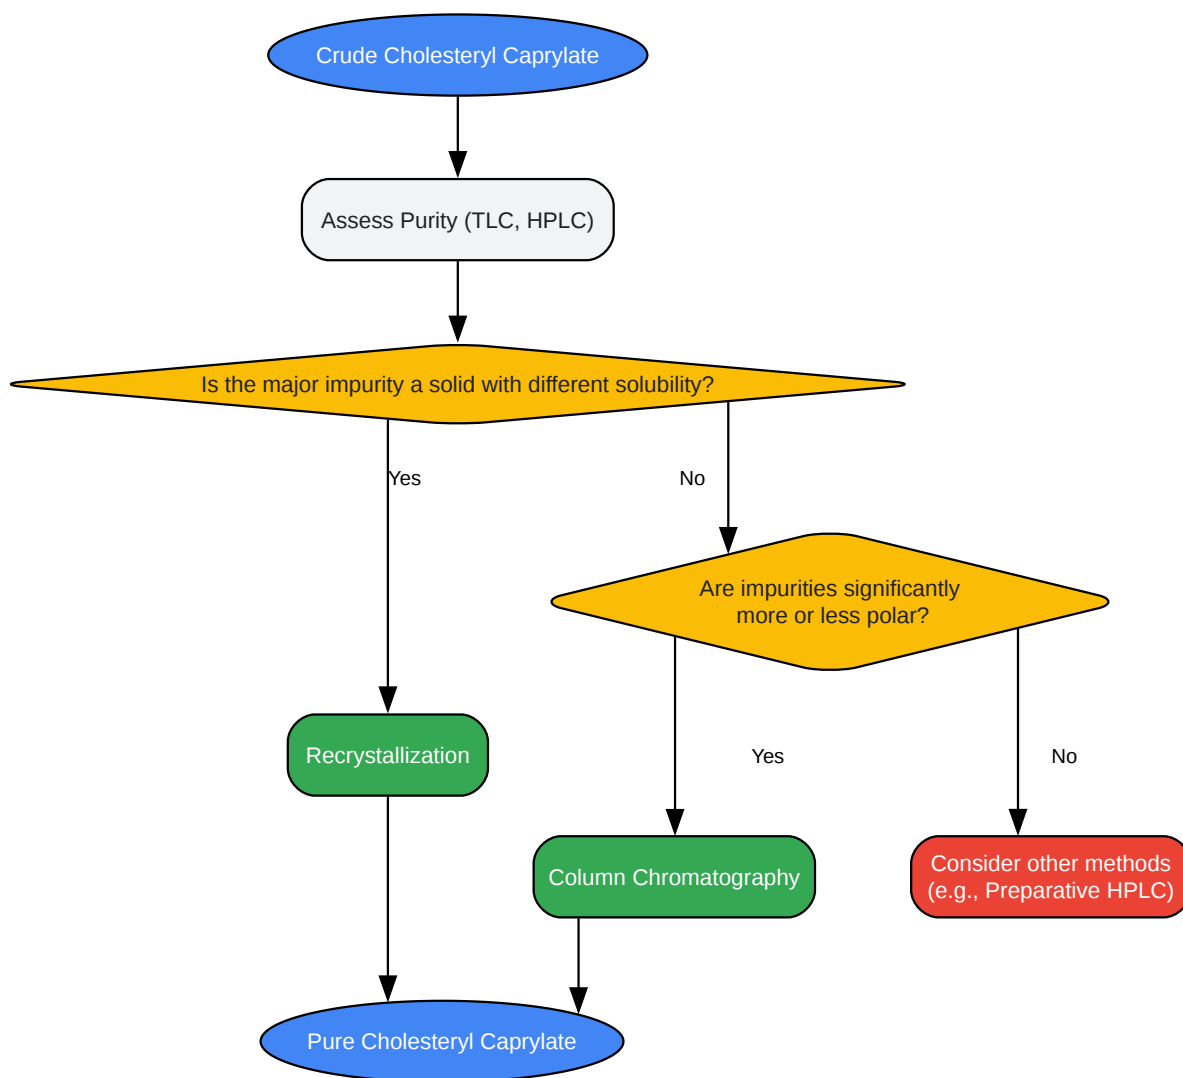 Crude Cholesteryl Caprylate
Assess Purity (TLC, HPLC)
Is the major impurity a solid with different solubility?
Yes
No
Are impurities significantly
more or less polar?
Recrystallization
Yes
No
Column Chromatography
Consider other methods
(e.g., Preparative HPLC)
Pure Cholesteryl Caprylate